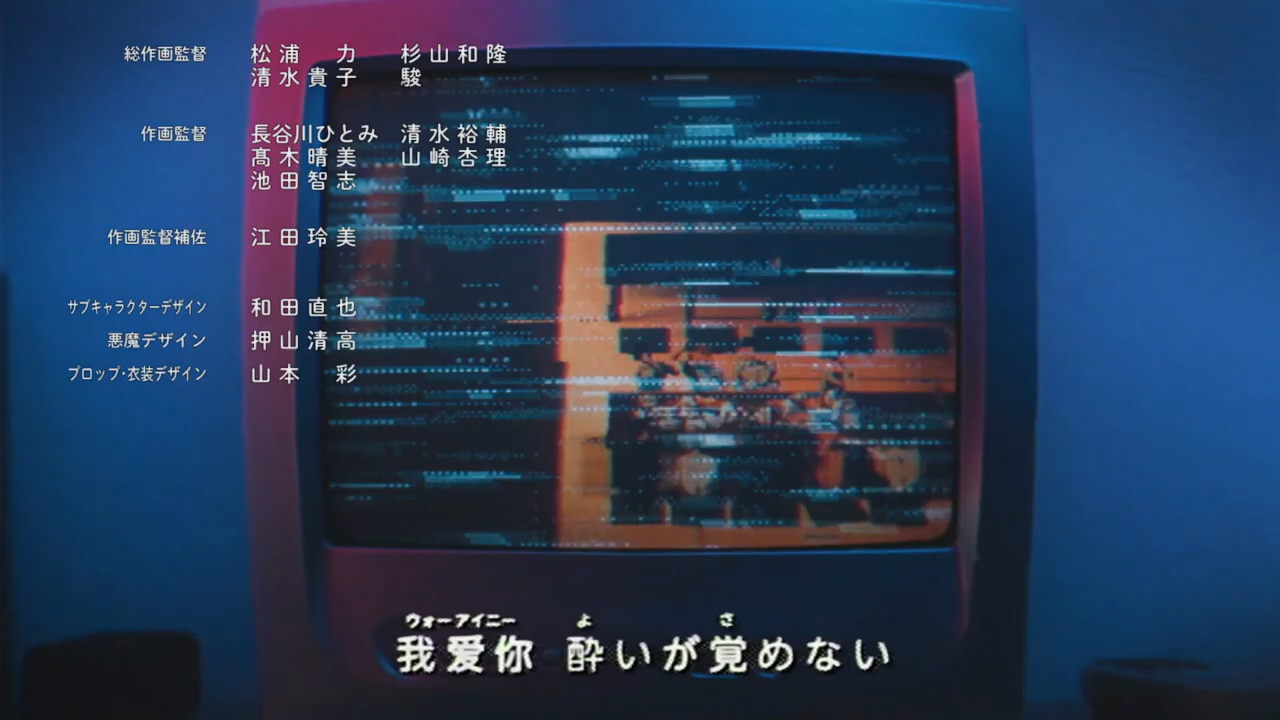 総作画監督 松浦 力 杉山和隆
清水貴子 駿
作画監督 長谷川ひとみ 清水裕輔
髙木晴美 山﨑杏理
池田智志
作画監督補佐 江田玲美
サブキャラクターデザイン 和田直也
悪魔デザイン 押山清高
プロップ・衣装デザイン 山本 彩
ウォーアイニー よ さ
我爱你 酔いが覚めない